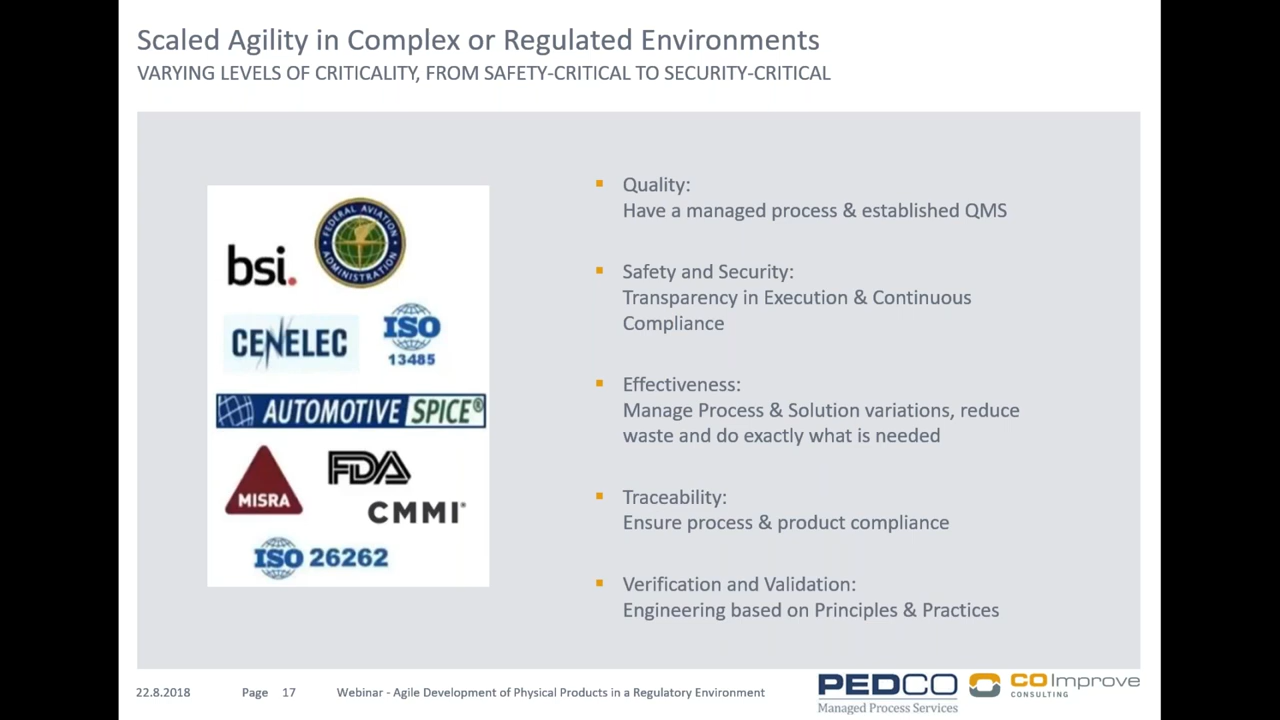 Scaled Agility in Complex or Regulated Environments
VARYING LEVELS OF CRITICALITY, FROM SAFETY-CRITICAL TO SECURITY-CRITICAL
FEDERAL AVIATION
ADMINISTRATION
bsi.
CENELEC
ISO
13485
AUTOMOTIVE SPICE®
MISRA
FDA
CMMI®
ISO 26262
▪ Quality:
Have a managed process & established QMS
▪ Safety and Security:
Transparency in Execution & Continuous
Compliance
▪ Effectiveness:
Manage Process & Solution variations, reduce
waste and do exactly what is needed
▪ Traceability:
Ensure process & product compliance
▪ Verification and Validation:
Engineering based on Principles & Practices
22.8.2018 Page 17 Webinar - Agile Development of Physical Products in a Regulatory Environment
PEDCO
Managed Process Services
COImprove
CONSULTING